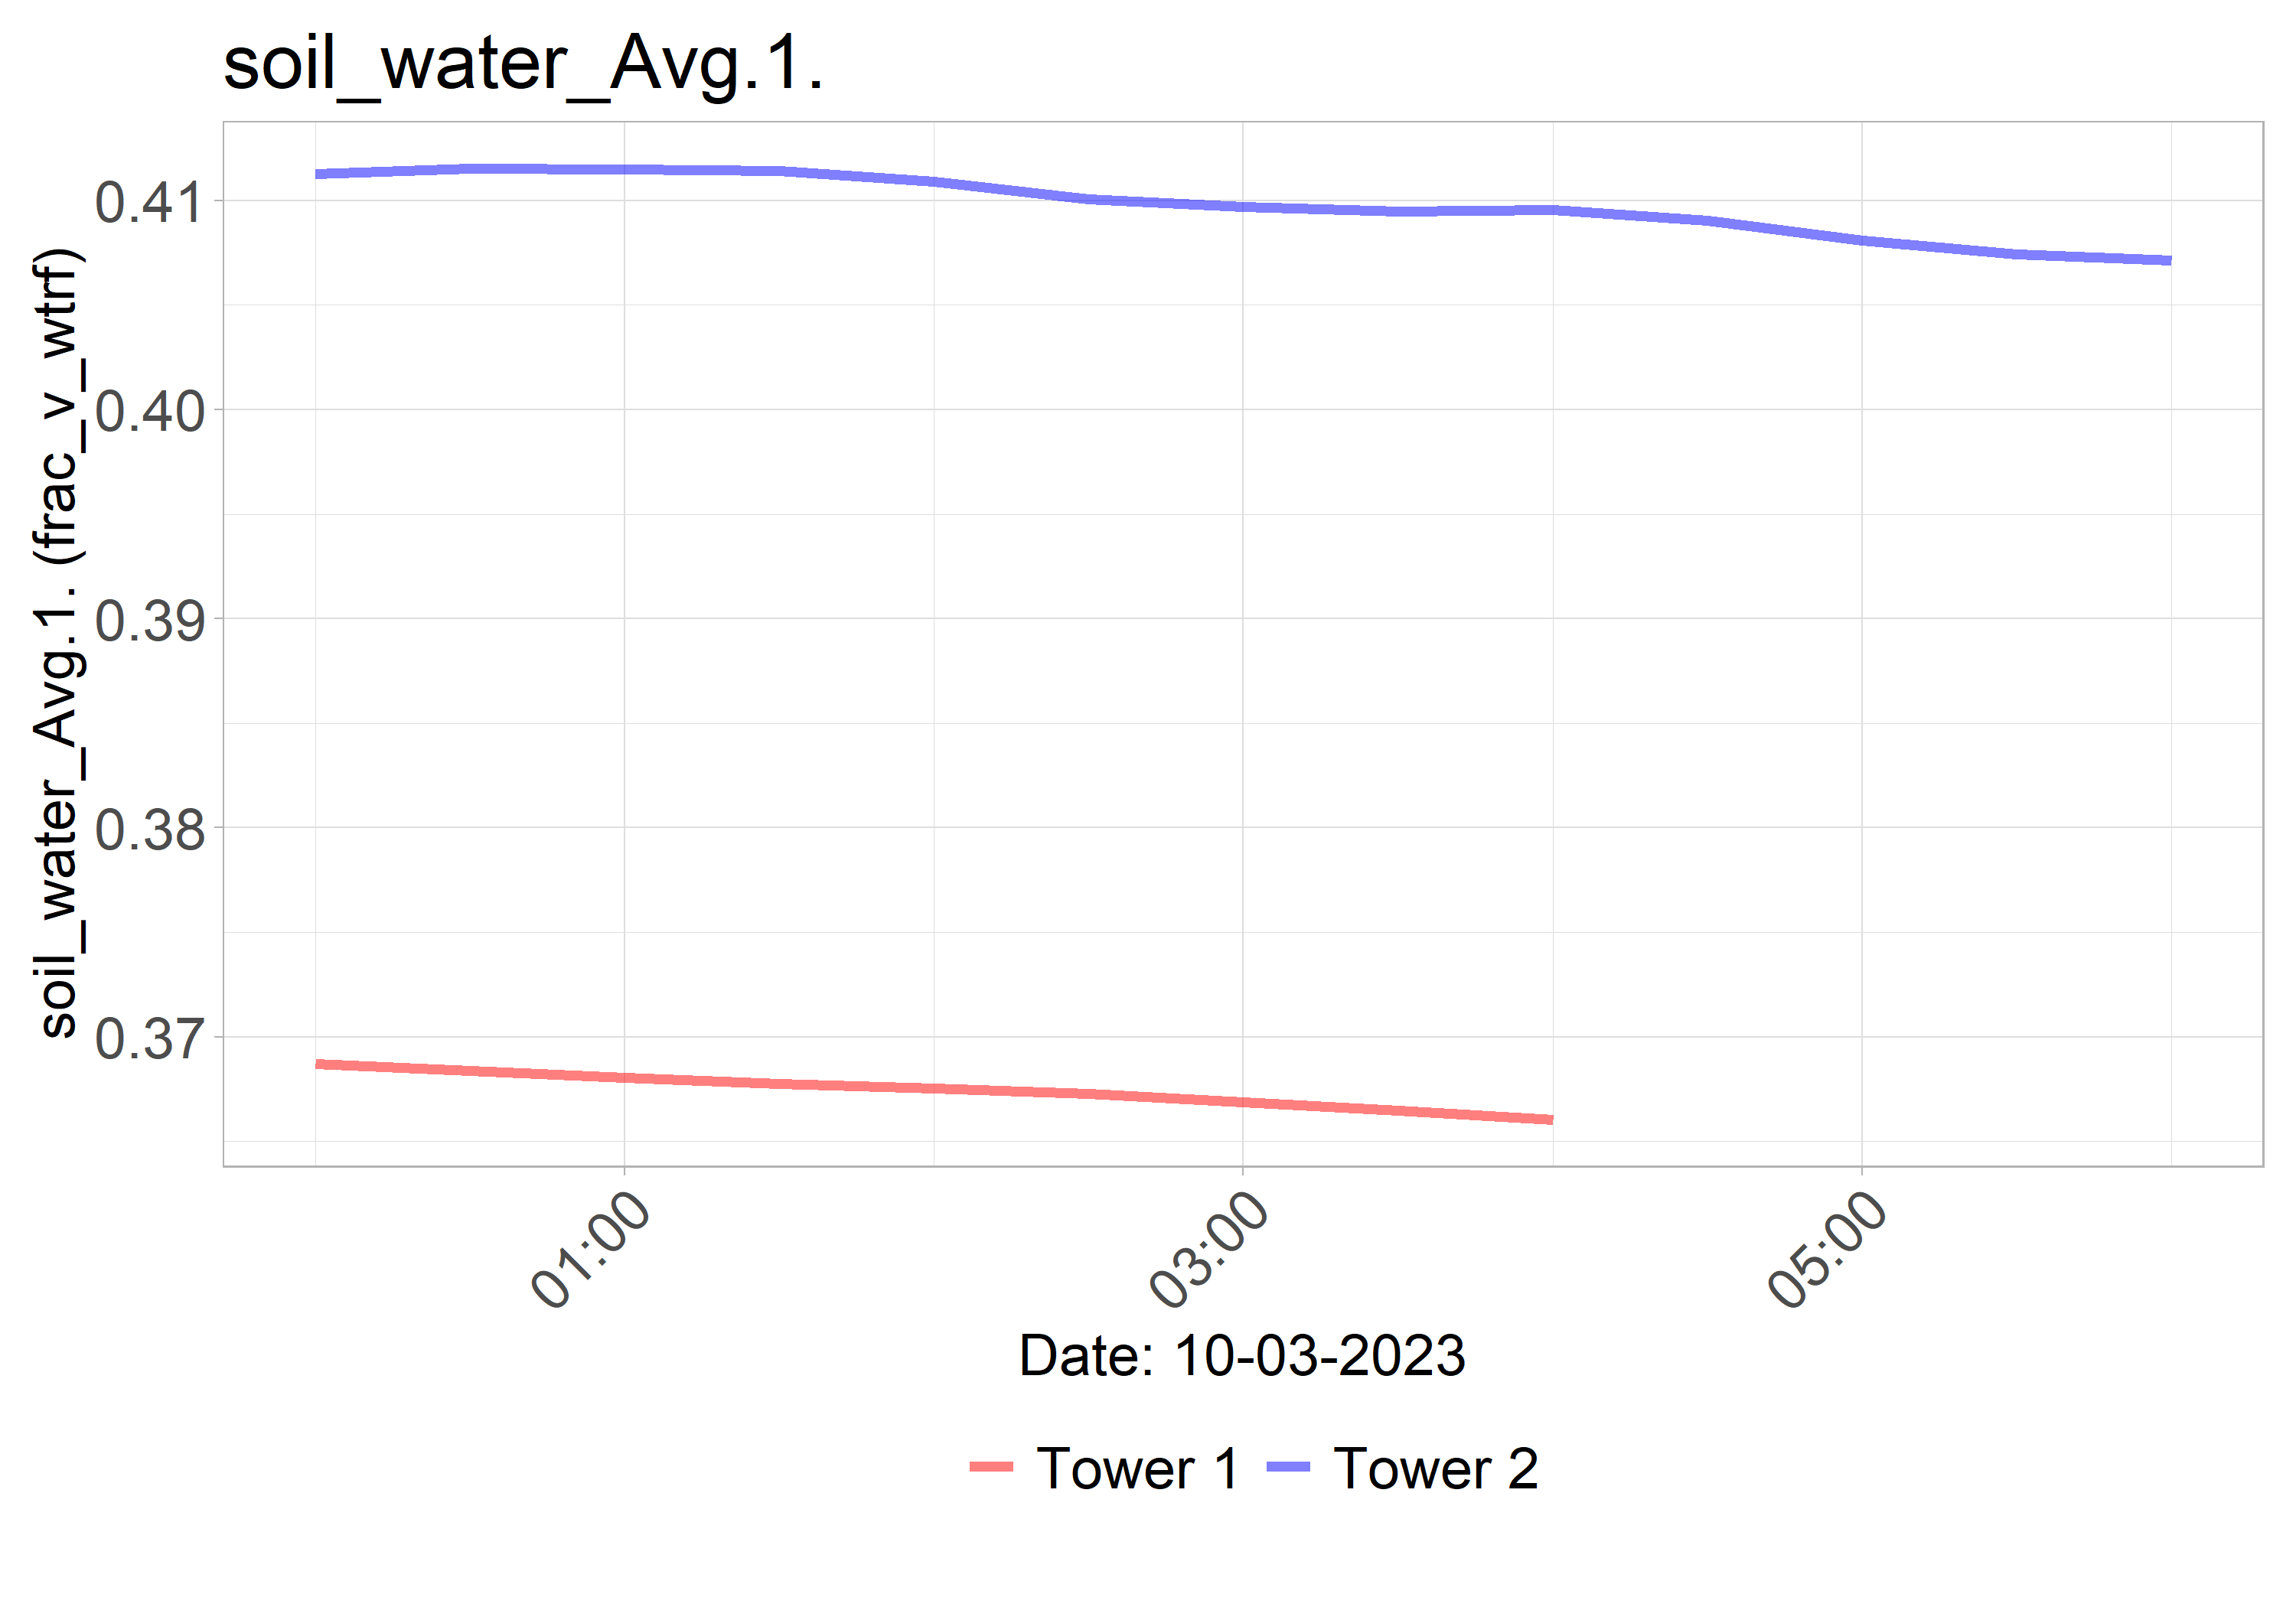 soil_water_Avg.1.
soil_water_Avg.1. (frac_v_wtrf)
0.41
0.40
0.39
0.38
0.37
01:00
03:00
05:00
Date: 10-03-2023
Tower 1 Tower 2